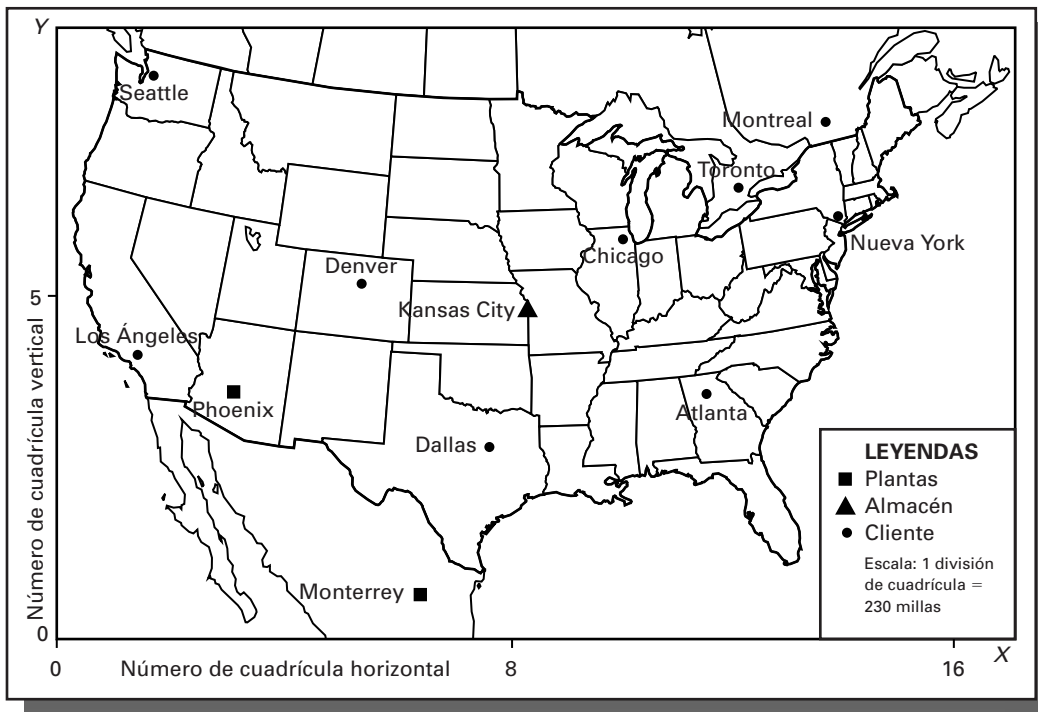 Y
Seattle
Montreal
Toronto
Nueva York
Chicago
Denver
5
Kansas City
Los Ángeles
Phoenix
Atlanta
Dallas
Monterrey
Número de cuadrícula vertical
LEYENDAS
Plantas
Almacén
Cliente
Escala: 1 división
de cuadrícula =
230 millas
0
0
Número de cuadrícula horizontal
8
16
X